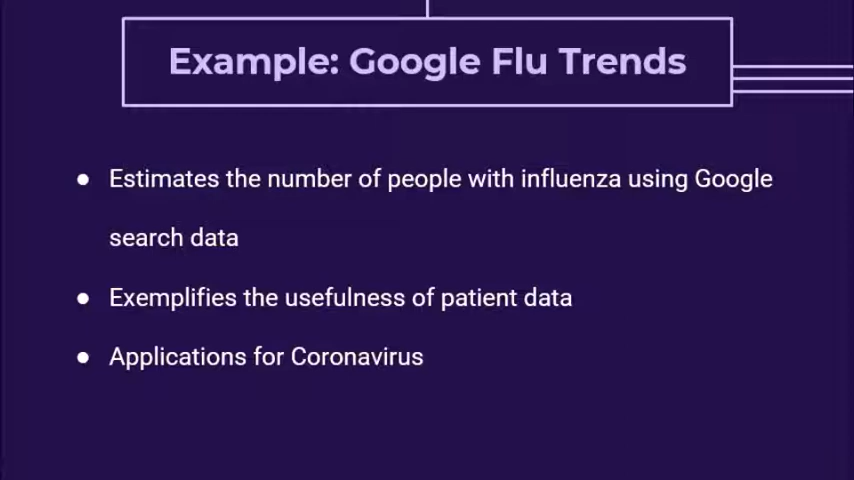 Example: Google Flu Trends
● Estimates the number of people with influenza using Google
search data
● Exemplifies the usefulness of patient data
● Applications for Coronavirus